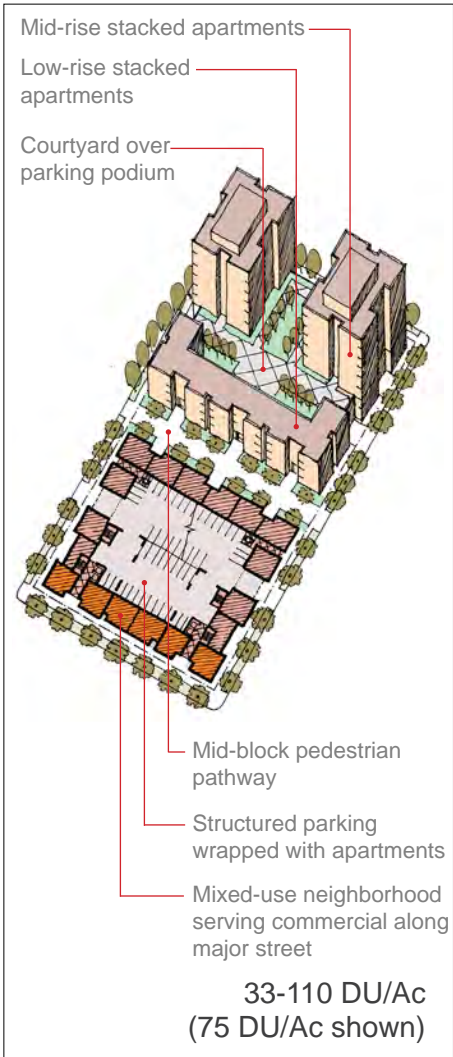 Mid-rise stacked apartments
Low-rise stacked
apartments
Courtyard over
parking podium
Mid-block pedestrian
pathway
Structured parking
wrapped with apartments
Mixed-use neighborhood
serving commercial along
major street
33-110 DU/Ac
(75 DU/Ac shown)